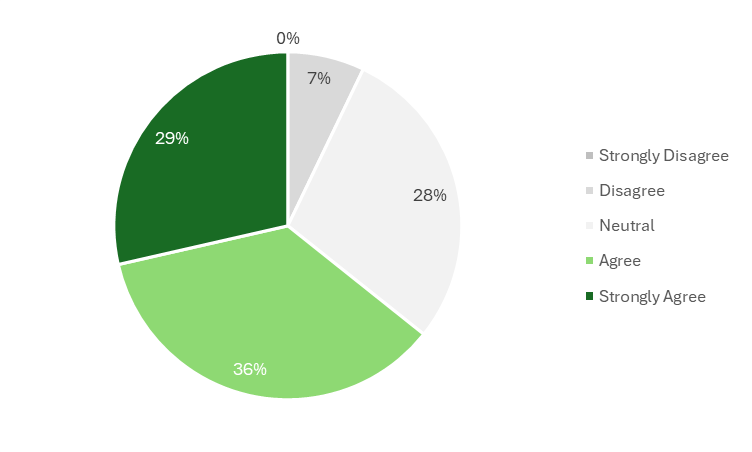 0%
7%
29%
28%
36%
Strongly Disagree
Disagree
Neutral
Agree
Strongly Agree